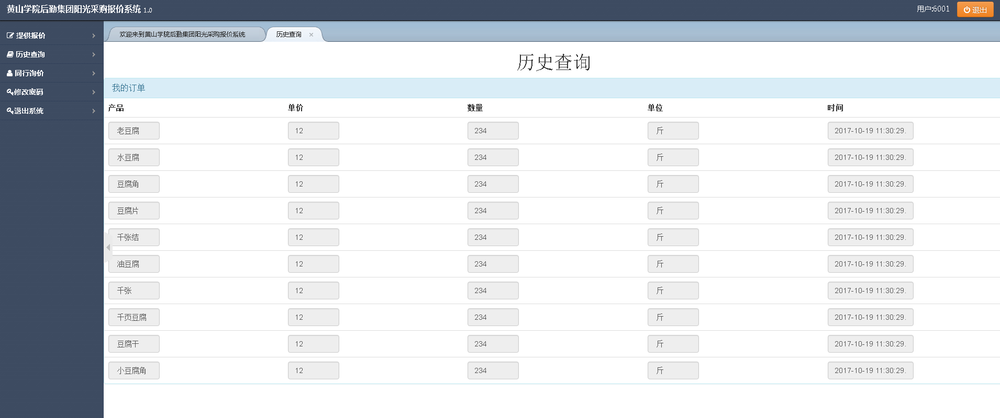 黄山学院后勤集团阳光采购报价系统 1.0
用户:6001
退出
提供报价
历史查询
同行询价
修改密码
退出系统
欢迎来到黄山学院后勤集团阳光采购报价系统
历史查询
历史查询
我的订单
产品 单价 数量 单位 时间
老豆腐 12 234 斤 2017-10-19 11:30:29.
水豆腐 12 234 斤 2017-10-19 11:30:29.
豆腐角 12 234 斤 2017-10-19 11:30:29.
豆腐片 12 234 斤 2017-10-19 11:30:29.
千张结 12 234 斤 2017-10-19 11:30:29.
油豆腐 12 234 斤 2017-10-19 11:30:29.
千张 12 234 斤 2017-10-19 11:30:29.
千页豆腐 12 234 斤 2017-10-19 11:30:29.
豆腐干 12 234 斤 2017-10-19 11:30:29.
小豆腐角 12 234 斤 2017-10-19 11:30:29.